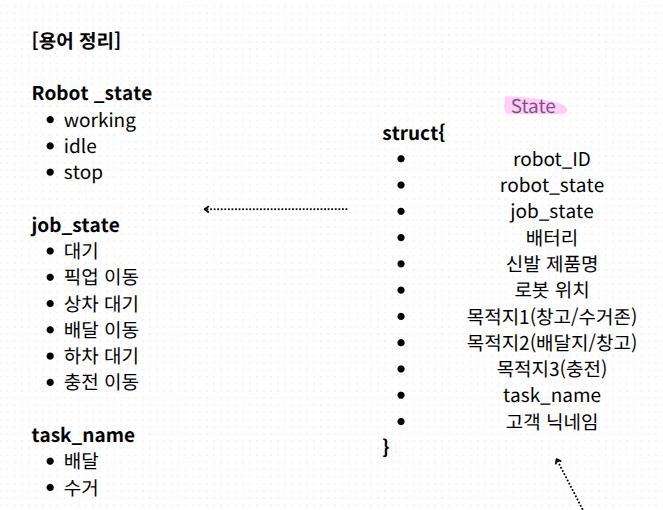 [용어 정리]
Robot _state
• working
• idle
• stop
job_state
• 대기
• 픽업 이동
• 상차 대기
• 배달 이동
• 하차 대기
• 충전 이동
task_name
• 배달
• 수거
State
struct{
• robot_ID
• robot_state
• job_state
• 배터리
• 신발 제품명
• 로봇 위치
• 목적지1(창고/수거존)
• 목적지2(배달지/창고)
• 목적지3(충전)
• task_name
• 고객 닉네임
}